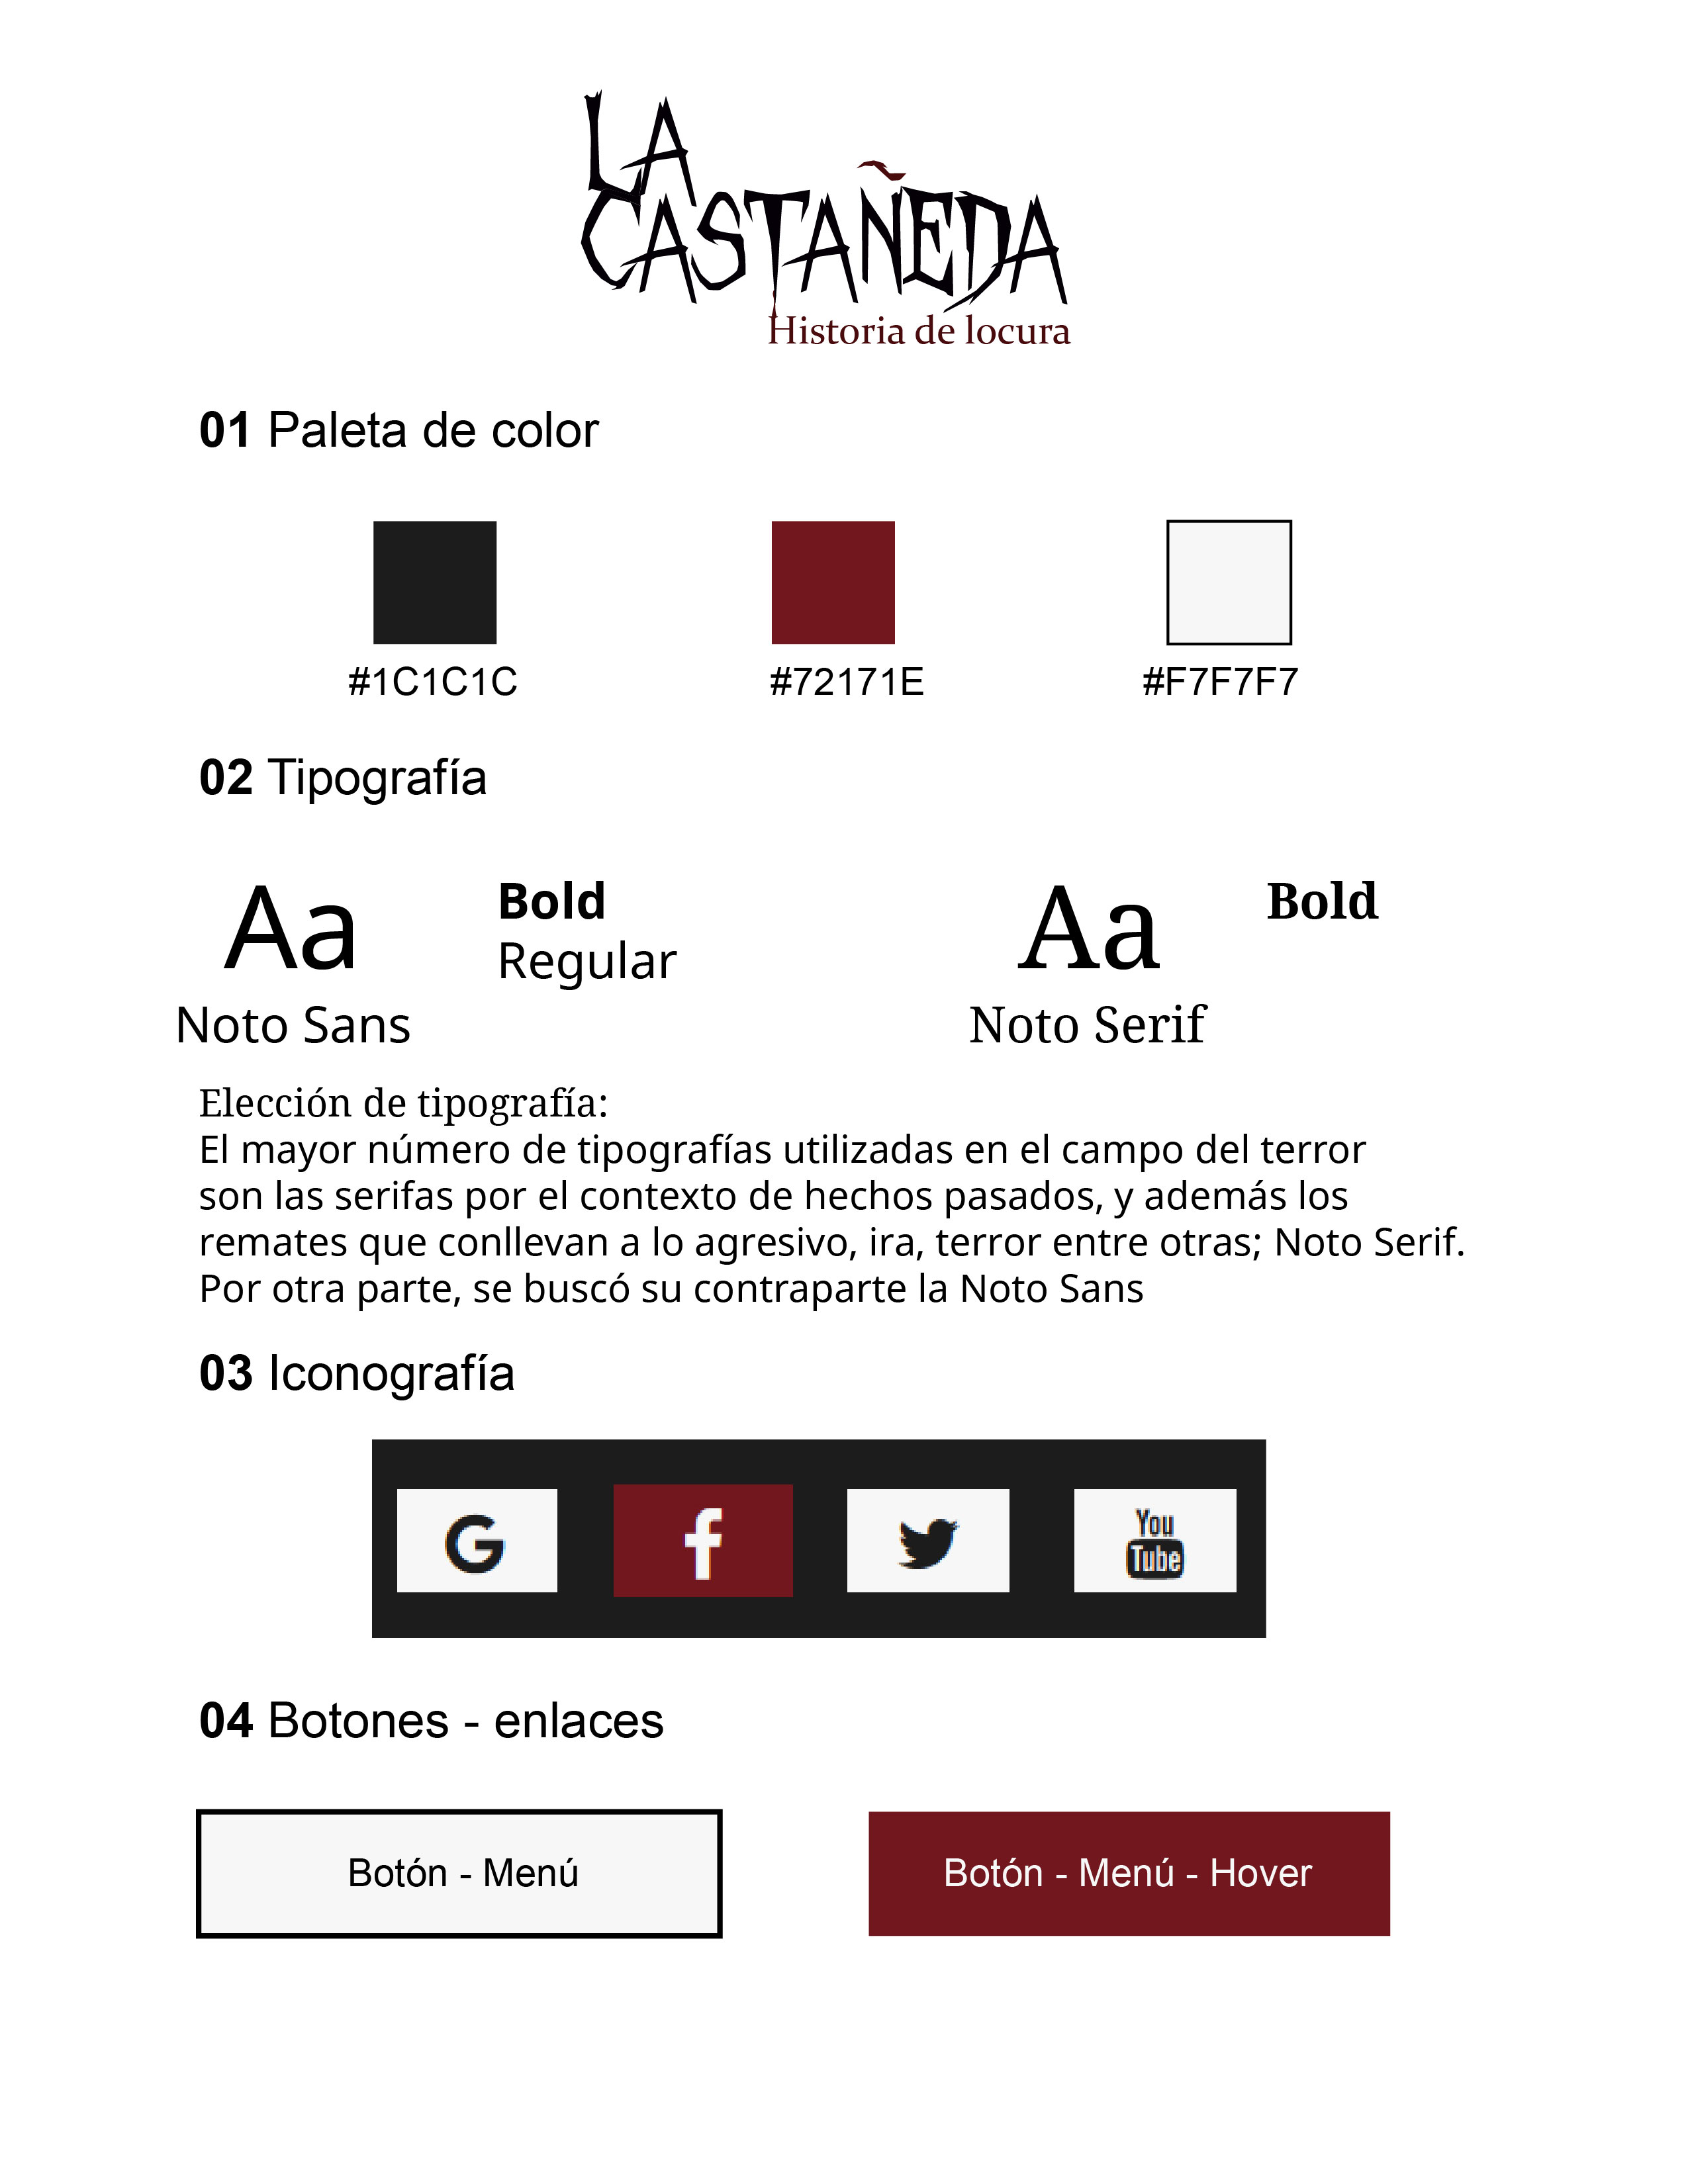 LA
CASTAÑEDA
Historia de locura
01 Paleta de color
#1C1C1C #72171E #F7F7F7
02 Tipografía
Aa Bold Aa Bold
Regular
Noto Sans Noto Serif
Elección de tipografía:
El mayor número de tipografías utilizadas en el campo del terror
son las serifas por el contexto de hechos pasados, y además los
remates que conllevan a lo agresivo, ira, terror entre otras; Noto Serif.
Por otra parte, se buscó su contraparte la Noto Sans
03 Iconografía
G f You
Tube
04 Botones - enlaces
Botón - Menú Botón - Menú - Hover